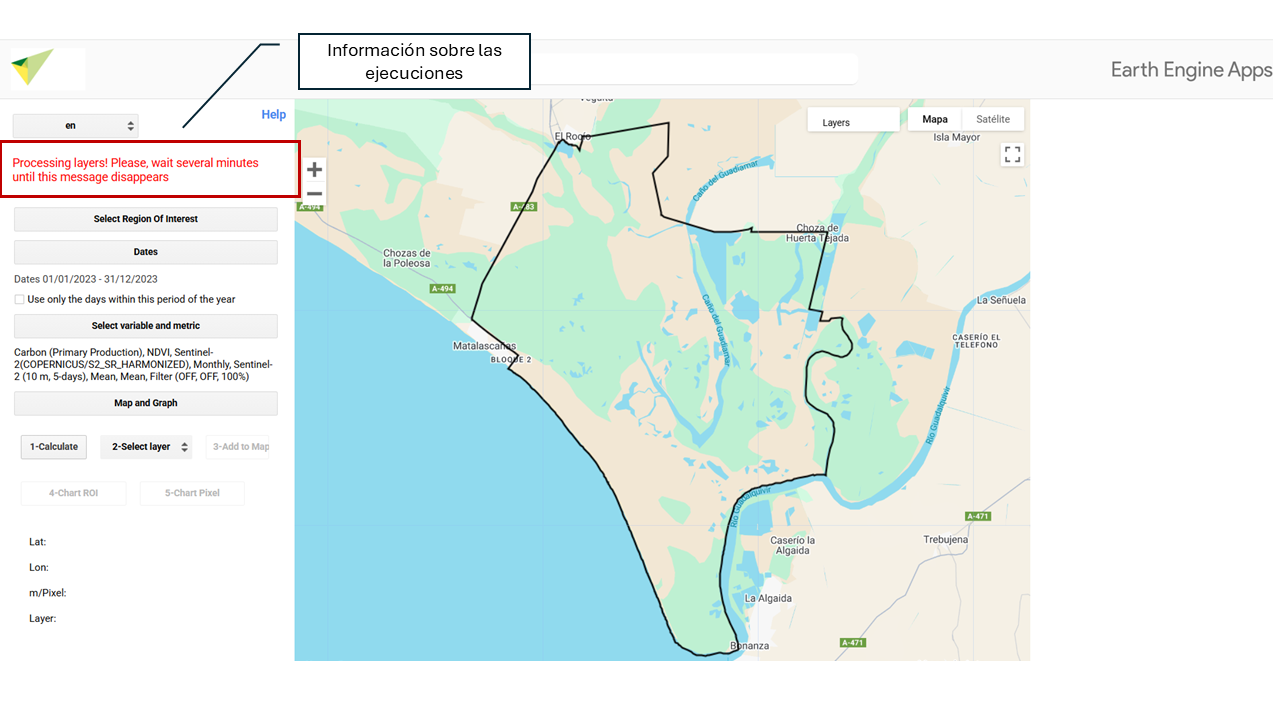 Información sobre las
ejecuciones
Earth Engine Apps
Help
en
Processing layers! Please, wait several minutes
until this message disappears
Select Region Of Interest
Dates
Dates 01/01/2023 - 31/12/2023
Use only the days within this period of the year
Select variable and metric
Carbon (Primary Production), NDVI, Sentinel-
2(COPERNICUS/S2_SR_HARMONIZED), Monthly, Sentinel-
2 (10 m, 5-days), Mean, Mean, Filter (OFF, OFF, 100%)
Map and Graph
1-Calculate
2-Select layer
3-Add to Map
4-Chart ROI
5-Chart Pixel
Lat:
Lon:
m/Pixel:
Layer:
Layers
Mapa
Satélite
Isla Mayor
El Rocío
Caño del Guadiamar
A-494
A-483
Choza de
Huerta Tejada
Chozas de
la Poleosa
A-494
La Señuela
Caño del Guadiamar
CASERÍO EL
TELEFONO
Matalascañas
BLOQUE 2
Río Guadalquivir
Río Guadalquivir
A-471
Caserío la
Algaida
Trebujena
La Algaida
A-471
Bonanza